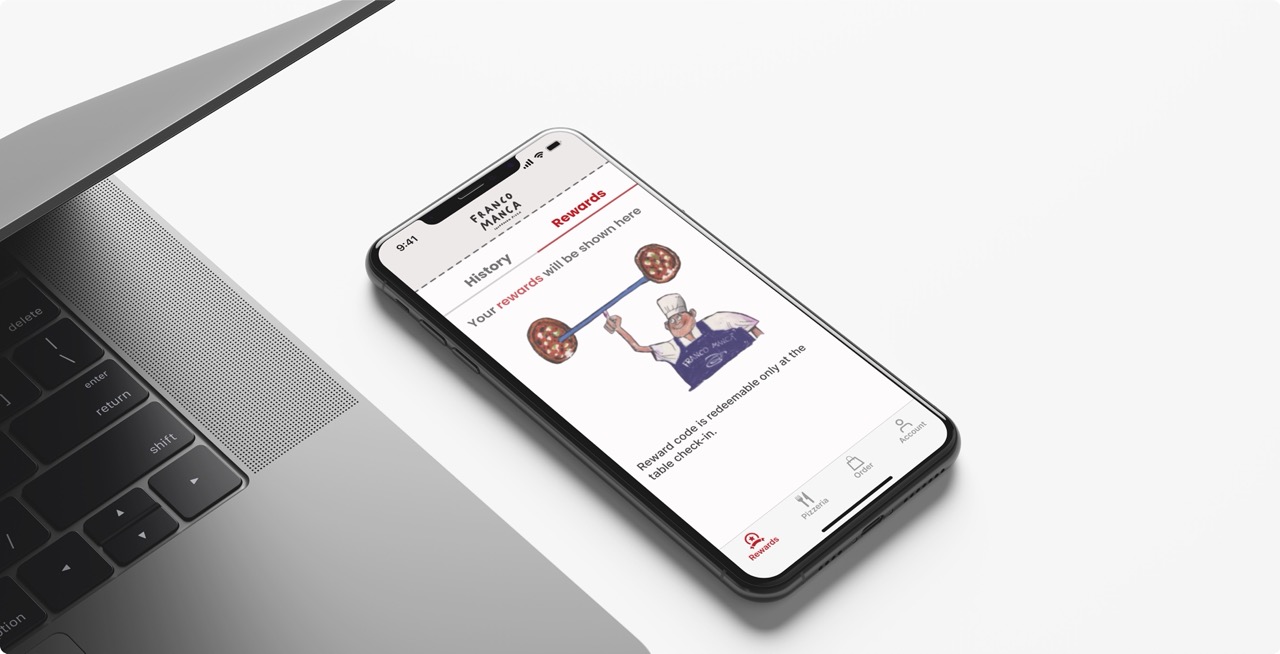 9:41
FRANCO
MANCA
History
Rewards
Your rewards will be shown here
FRANCO MANCA
Reward code is redeemable only at the
table check-in.
Rewards
Pizzeria
Order
Account
delete
\
]
enter
return
shift
/
option